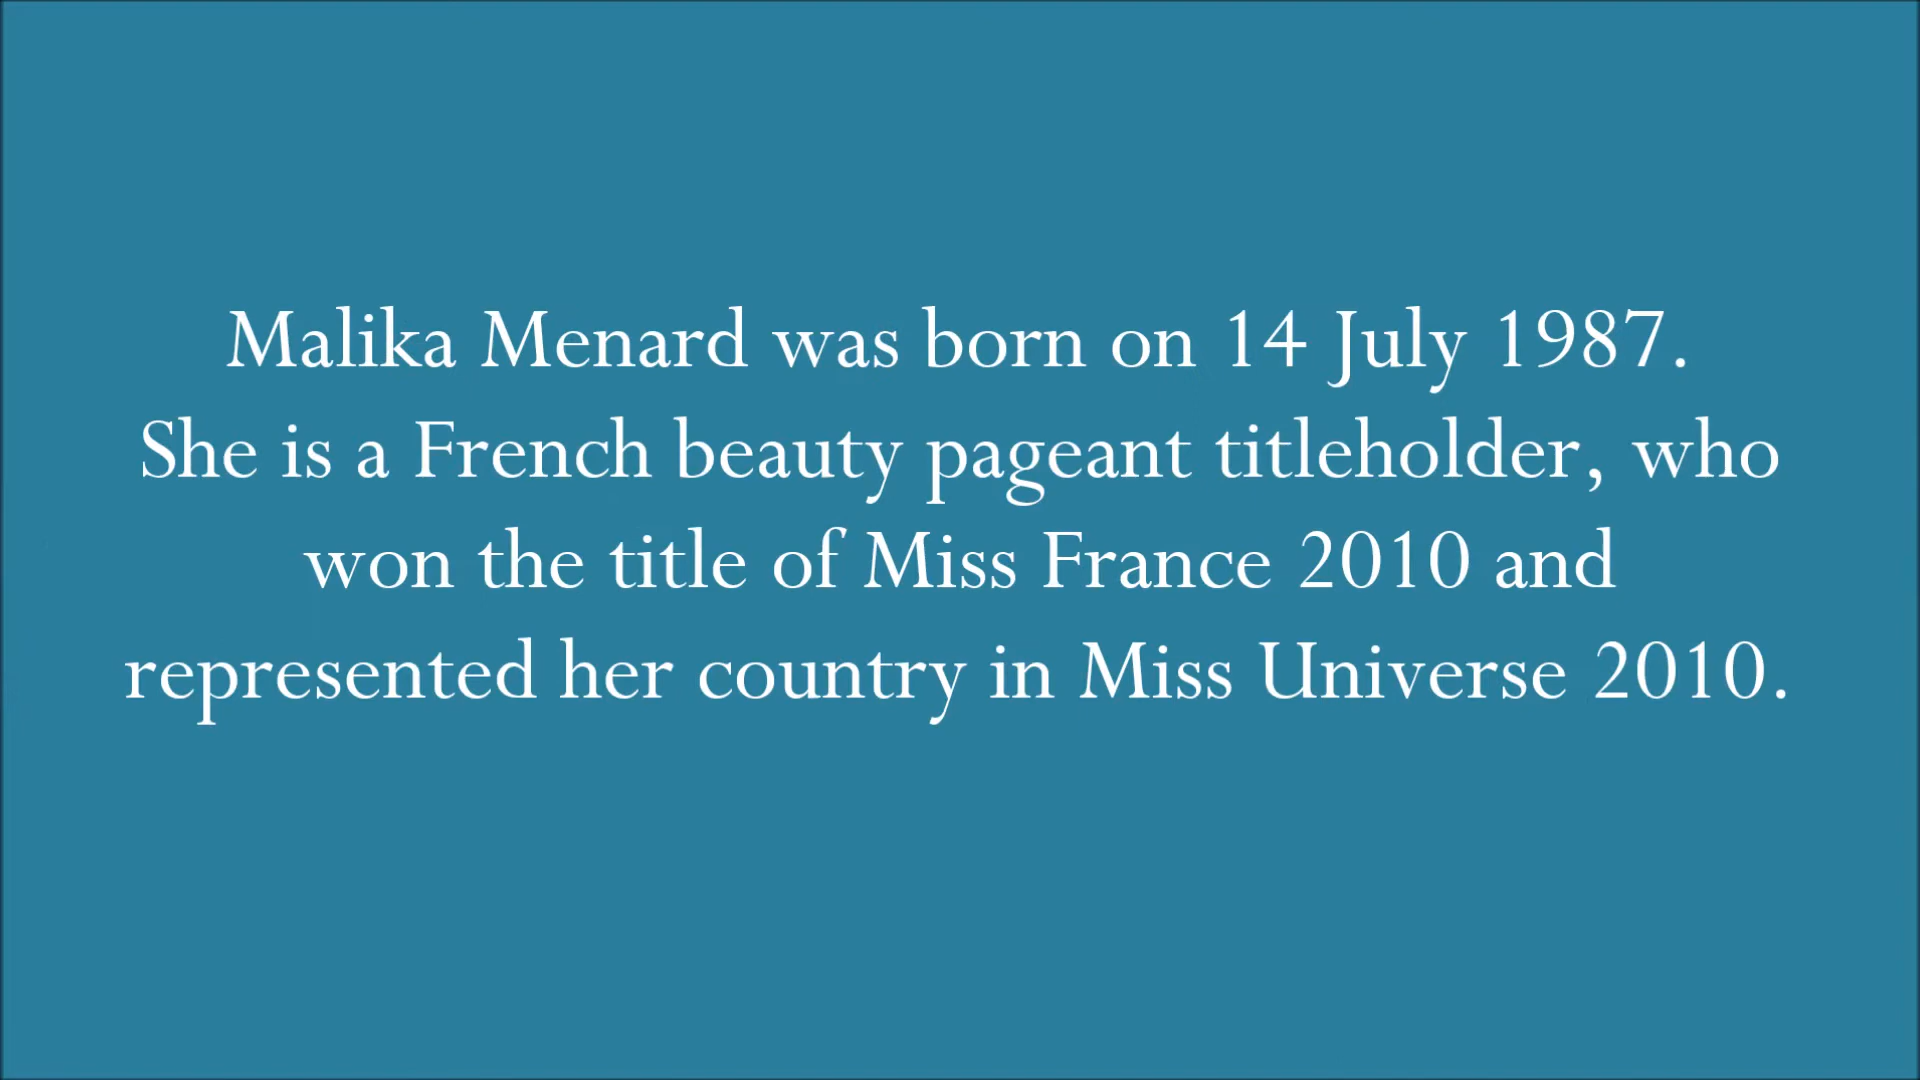 Malika Menard was born on 14 July 1987.
She is a French beauty pageant titleholder, who
won the title of Miss France 2010 and
represented her country in Miss Universe 2010.